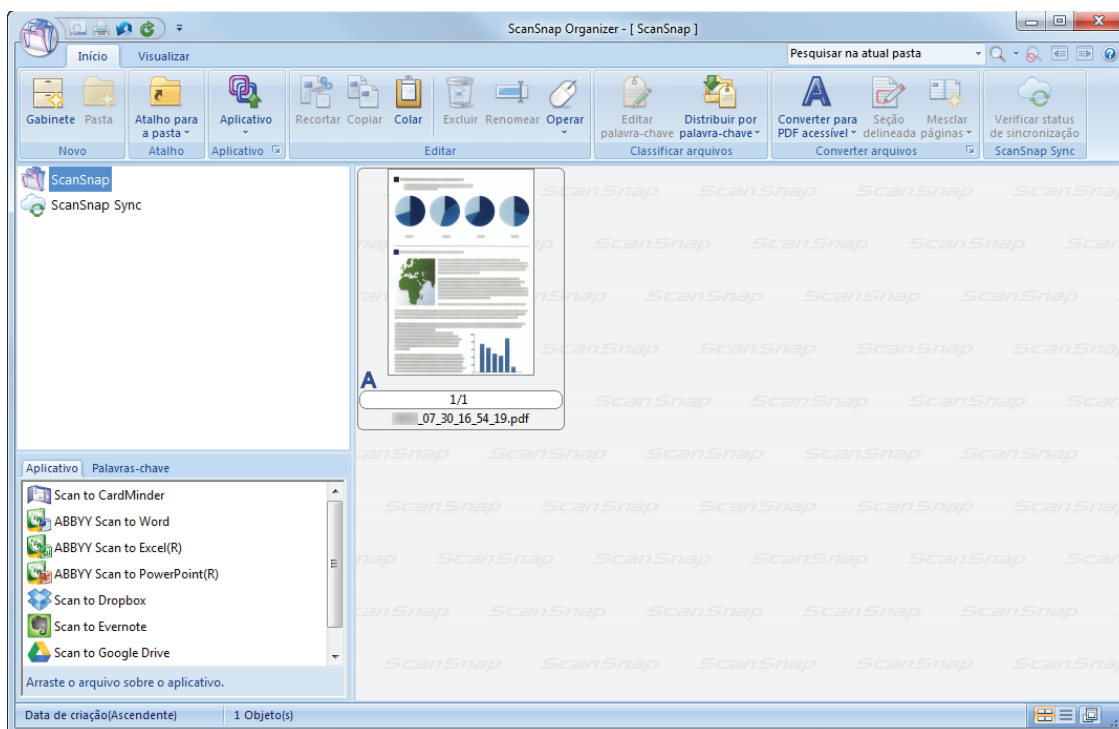 ScanSnap Organizer - [ ScanSnap ]
Início Visualizar
Pesquisar na atual pasta
Gabinete Pasta Atalho para a pasta Aplicativo Recortar Copiar Colar Excluir Renomear Operar Editar palavra-chave Distribuir por palavra-chave Converter para PDF acessível Seção delineada Mesclar páginas Verificar status de sincronização
Novo Atalho Aplicativo Editar Classificar arquivos Converter arquivos ScanSnap Sync
ScanSnap
ScanSnap Sync
A
1/1
_07_30_16_54_19.pdf
Aplicativo Palavras-chave
Scan to CardMinder
ABBYY Scan to Word
ABBYY Scan to Excel(R)
ABBYY Scan to PowerPoint(R)
Scan to Dropbox
Scan to Evernote
Scan to Google Drive
Arraste o arquivo sobre o aplicativo.
Data de criação(Ascendente) 1 Objeto(s)